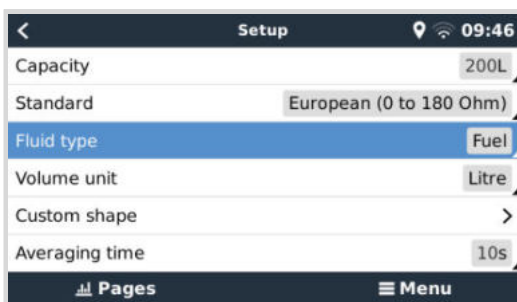 Setup 09:46
Capacity 200L
Standard European (0 to 180 Ohm)
Fluid type Fuel
Volume unit Litre
Custom shape
Averaging time 10s
Pages Menu